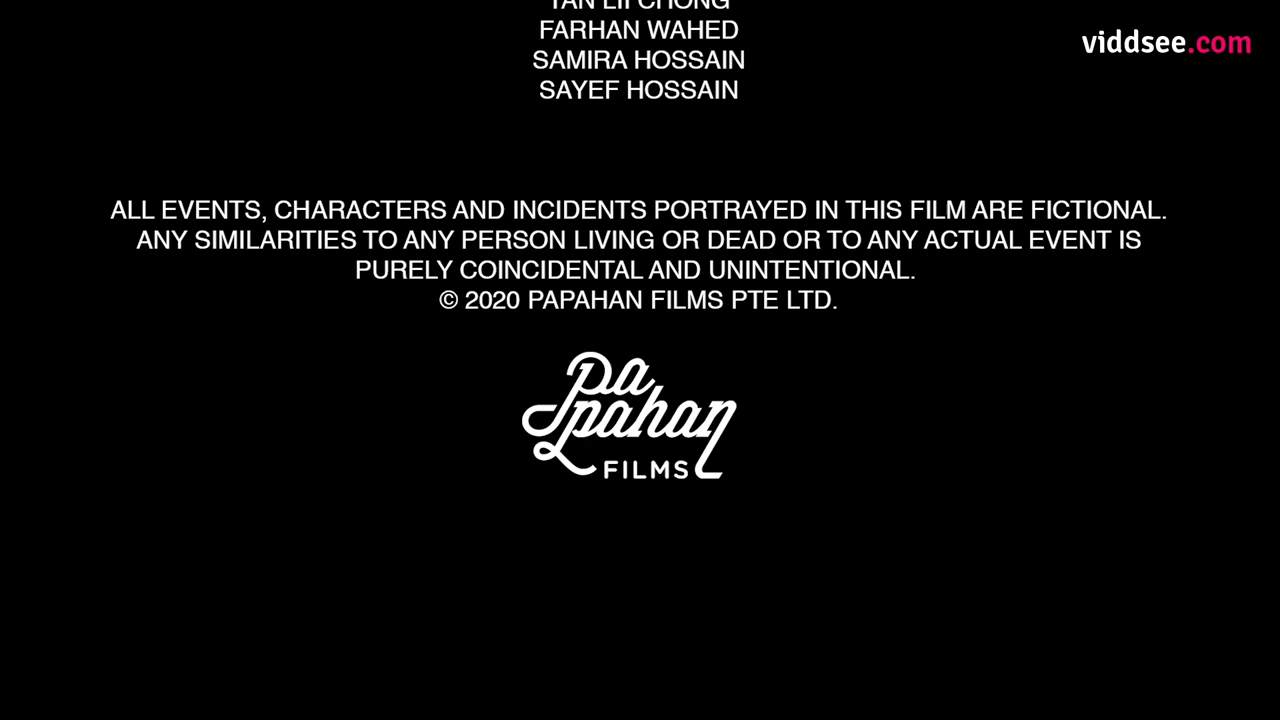 FARHAN WAHED
viddsee.com
SAMIRA HOSSAIN
SAYEF HOSSAIN
ALL EVENTS, CHARACTERS AND INCIDENTS PORTRAYED IN THIS FILM ARE FICTIONAL.
ANY SIMILARITIES TO ANY PERSON LIVING OR DEAD OR TO ANY ACTUAL EVENT IS
PURELY COINCIDENTAL AND UNINTENTIONAL.
© 2020 PAPAHAN FILMS PTE LTD.
pa
pahan
FILMS